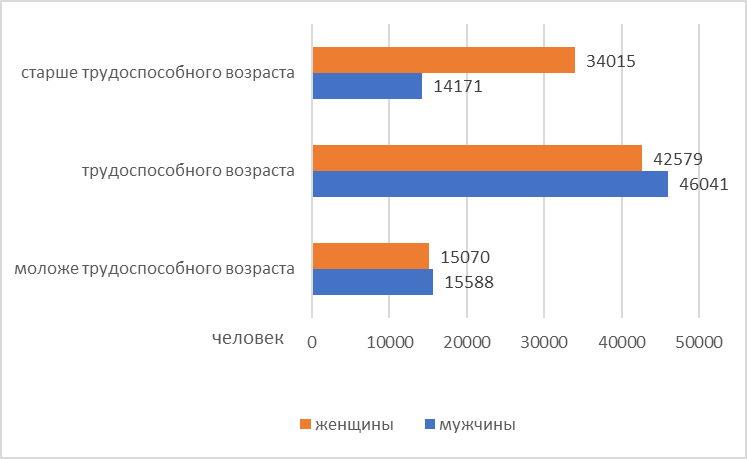 старше трудоспособного возраста
34015
14171
трудоспособного возраста
42579
46041
моложе трудоспособного возраста
15070
15588
человек
0 10000 20000 30000 40000 50000
женщины мужчины